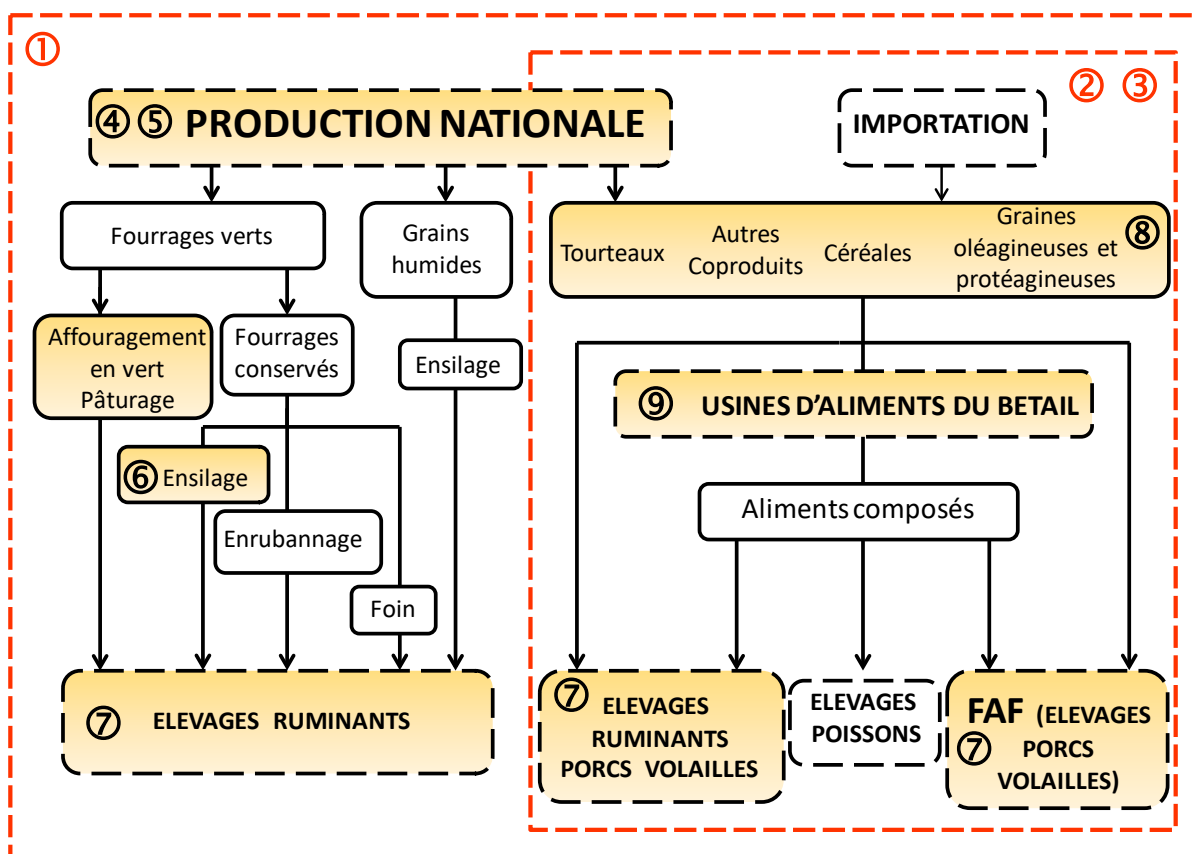 ①
② ③
④ ⑤ PRODUCTION NATIONALE
IMPORTATION
Fourrages verts
Grains
humides
Tourteaux
Autres
Coproduits
Céréales
Graines
oléagineuses et
protéagineuses
⑧
Affouragement
en vert
Pâturage
Fourrages
conservés
Ensilage
⑨ USINES D'ALIMENTS DU BETAIL
⑥ Ensilage
Aliments composés
Enrubannage
Foin
⑦ ELEVAGES RUMINANTS
⑦ ELEVAGES
RUMINANTS
PORCS VOLAILLES
ELEVAGES
POISSONS
FAF (ELEVAGES
⑦ PORCS
VOLAILLES)